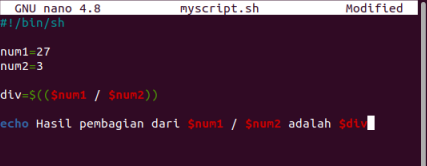 GNU nano 4.8 myscript.sh Modified
#!/bin/sh
num1=27
num2=3
div=$(($num1 / $num2))
echo Hasil pembagian dari $num1 / $num2 adalah $div